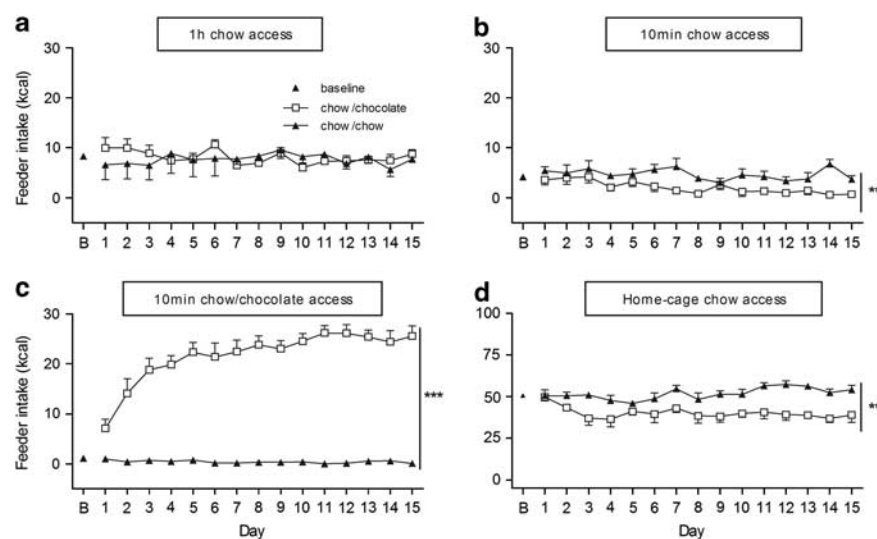 a
1h chow access
30
20
10
0
Feeder intake (kcal)
baseline
chow/chocolate
chow/chow
B 1 2 3 4 5 6 7 8 9 10 11 12 13 14 15
b
10min chow access
30
20
10
0
**
B 1 2 3 4 5 6 7 8 9 10 11 12 13 14 15
c
10min chow/chocolate access
30
20
10
0
Feeder intake (kcal)
***
B 1 2 3 4 5 6 7 8 9 10 11 12 13 14 15
Day
d
Home-cage chow access
100
75
50
25
0
**
B 1 2 3 4 5 6 7 8 9 10 11 12 13 14 15
Day